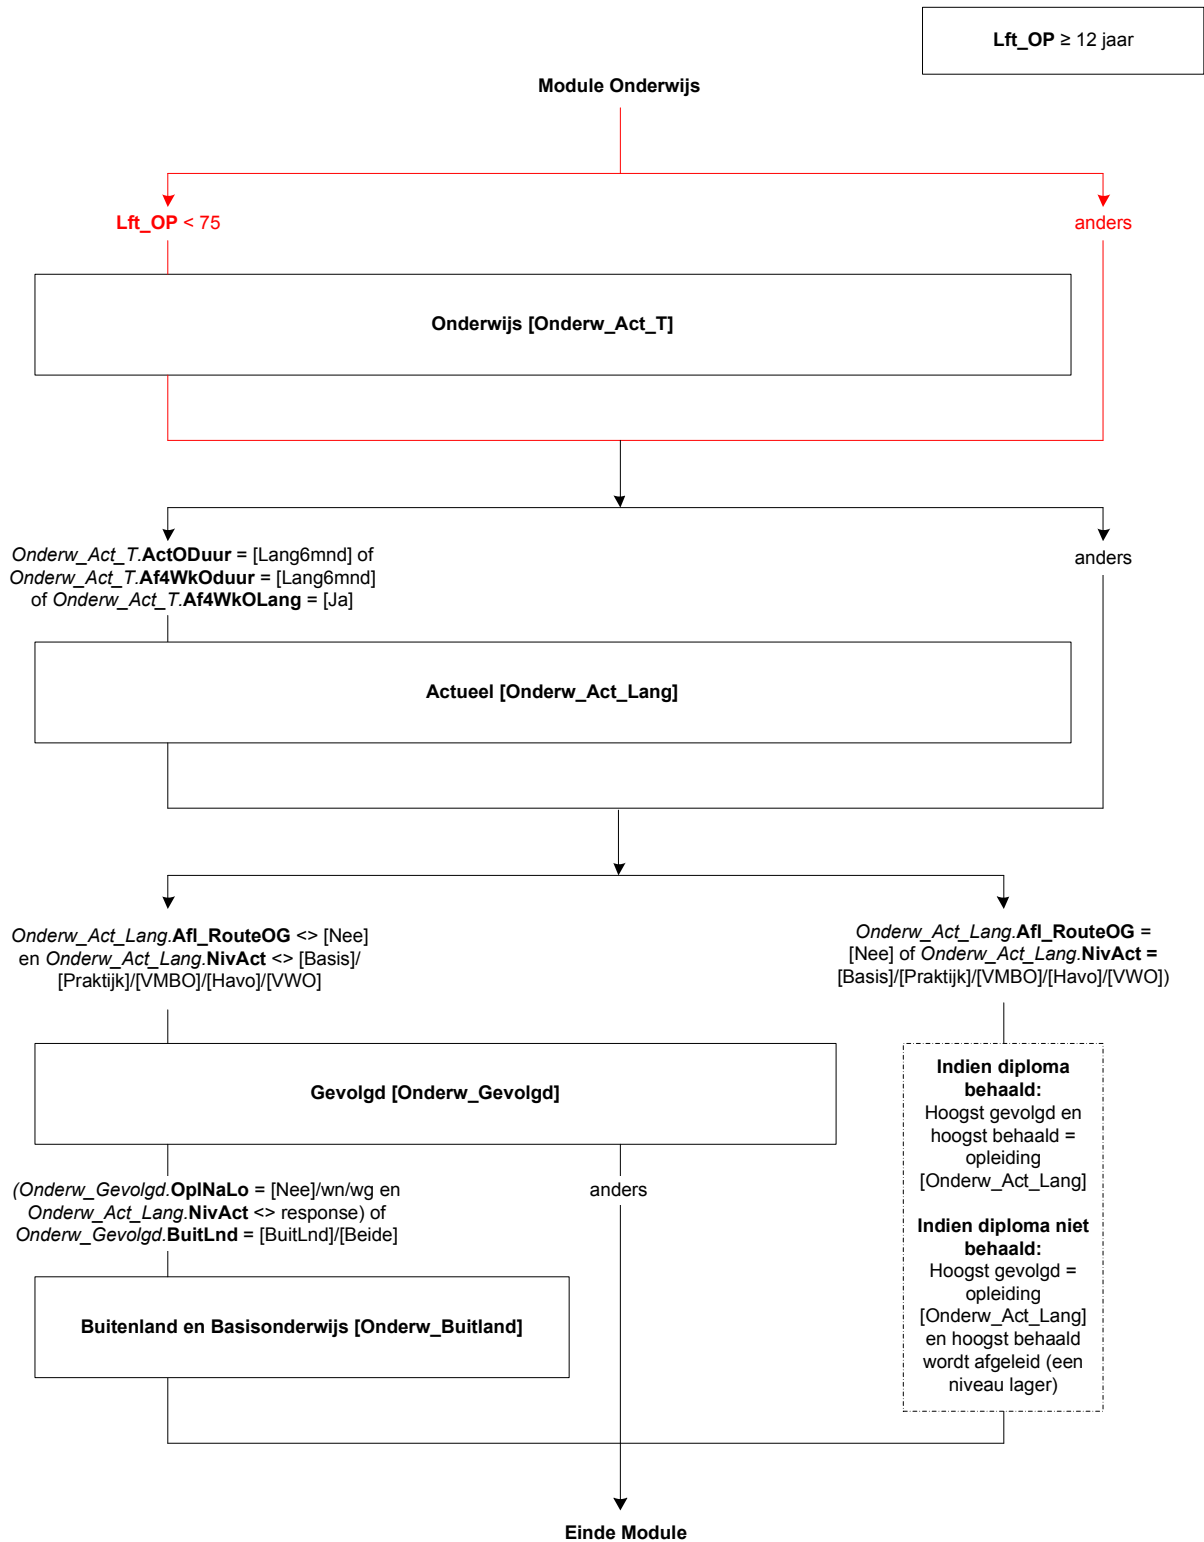 Lft_OP ≥ 12 jaar
Module Onderwijs
Lft_OP < 75
anders
Onderwijs [Onderw_Act_T]
Onderw_Act_T.ActODuur = [Lang6mnd] of
Onderw_Act_T.Af4WkOduur = [Lang6mnd]
of Onderw_Act_T.Af4WkOLang = [Ja]
anders
Actueel [Onderw_Act_Lang]
Onderw_Act_Lang.Afl_RouteOG <> [Nee]
en Onderw_Act_Lang.NivAct <> [Basis]/
[Praktijk]/[VMBO]/[Havo]/[VWO]
Onderw_Act_Lang.Afl_RouteOG =
[Nee] of Onderw_Act_Lang.NivAct =
[Basis]/[Praktijk]/[VMBO]/[Havo]/[VWO])
Gevolgd [Onderw_Gevolgd]
(Onderw_Gevolgd.OplNaLo = [Nee]/wn/wg en
Onderw_Act_Lang.NivAct <> response) of
Onderw_Gevolgd.BuitLnd = [BuitLnd]/[Beide]
anders
Buitenland en Basisonderwijs [Onderw_Buitland]
Indien diploma
behaald:
Hoogst gevolgd en
hoogst behaald =
opleiding
[Onderw_Act_Lang]
Indien diploma niet
behaald:
Hoogst gevolgd =
opleiding
[Onderw_Act_Lang]
en hoogst behaald
wordt afgeleid (een
niveau lager)
Einde Module